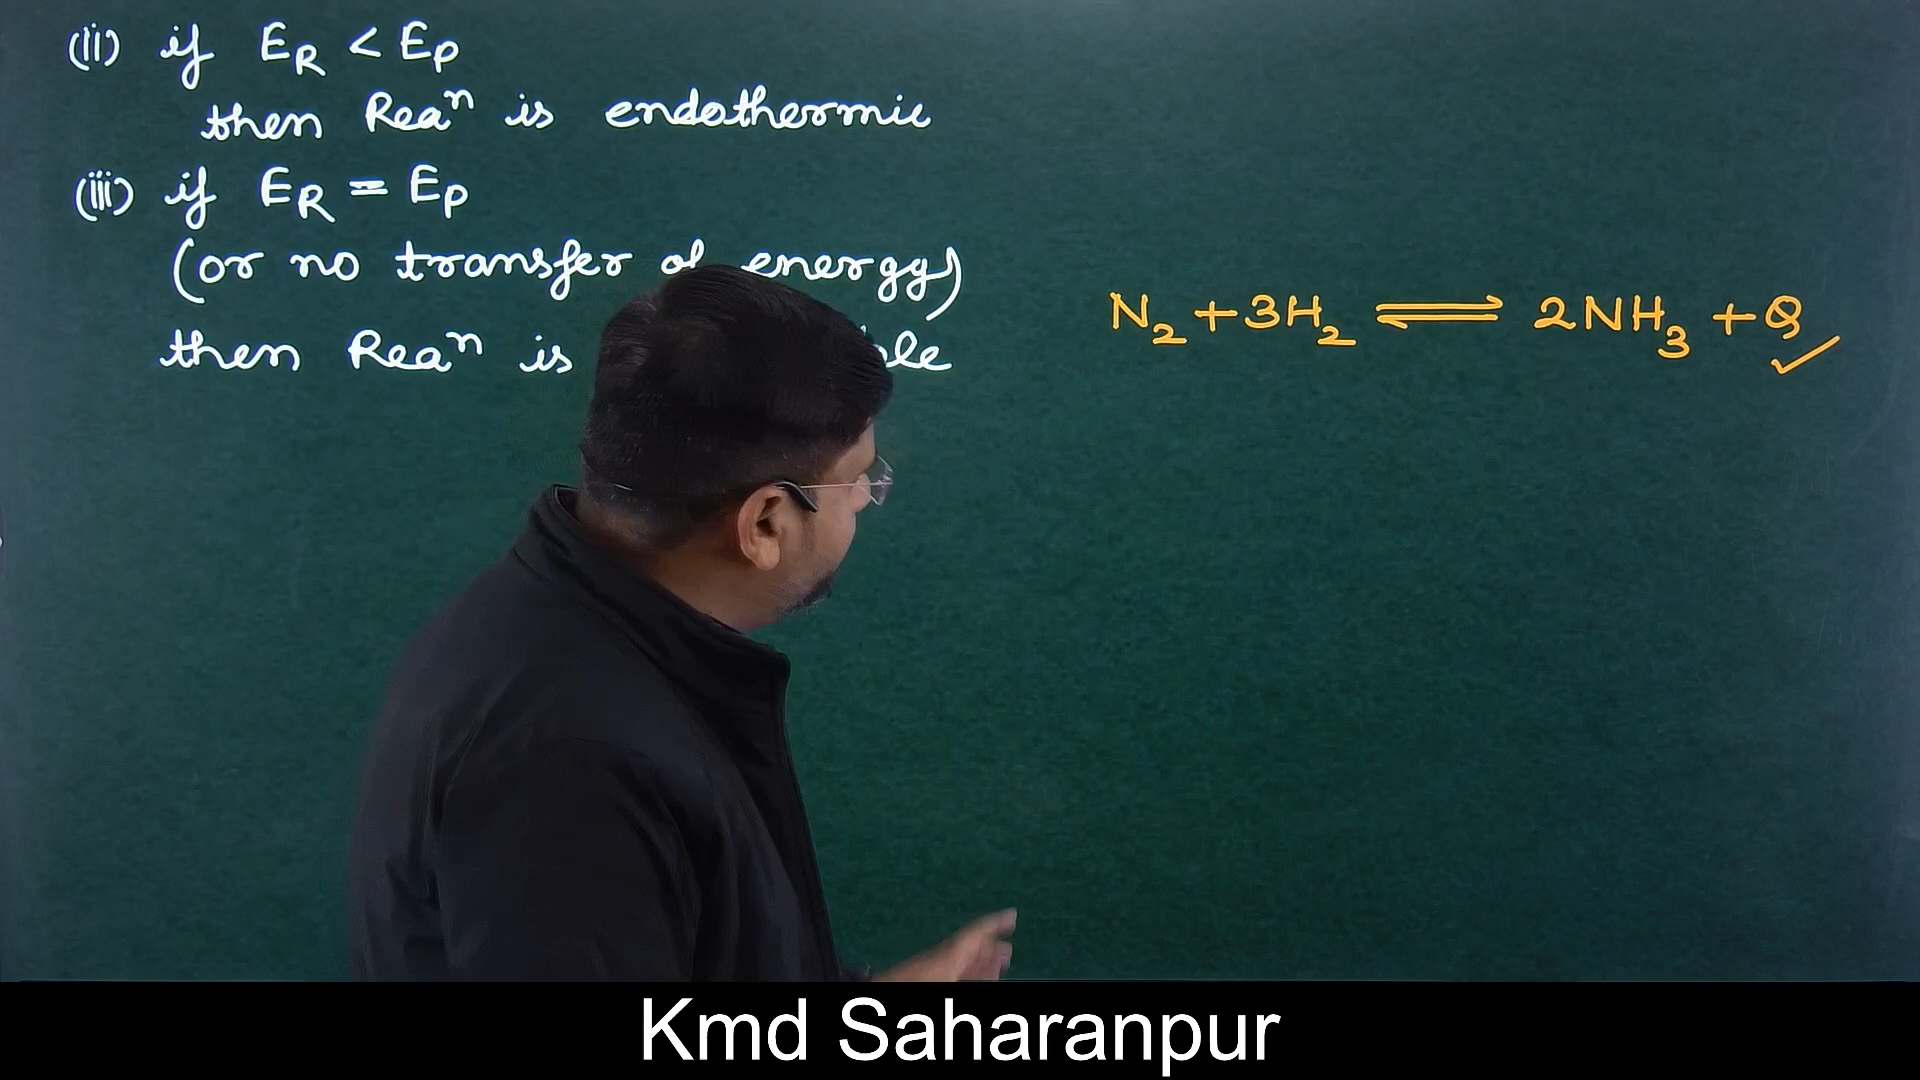 (ii) if E_R < E_P
then Reaⁿ is endothermic
(iii) if E_R = E_P
(or no transfer of energy)
then Reaⁿ is
N₂ + 3H₂ ⇌ 2NH₃ + Q ✓
Kmd Saharanpur